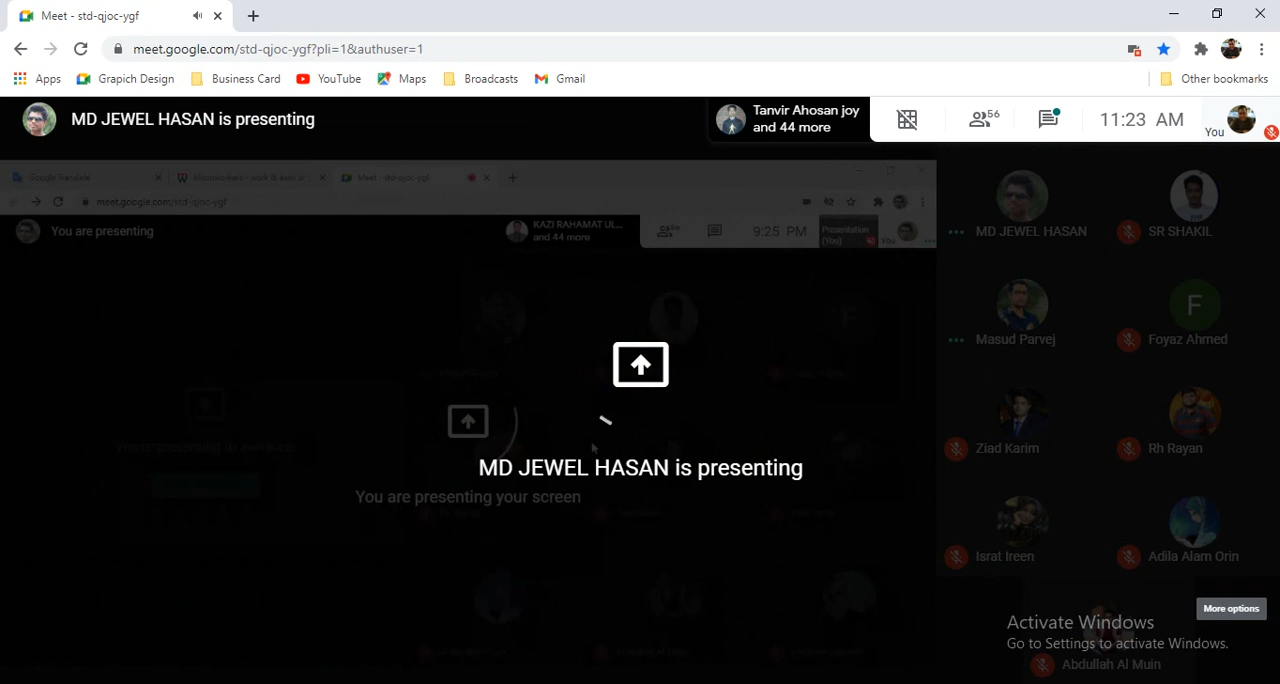 Meet - std-qjoc-ygf
meet.google.com/std-qjoc-ygf?pli=1&authuser=1
Apps Grapich Design Business Card YouTube Maps Broadcasts Gmail Other bookmarks
MD JEWEL HASAN is presenting
Tanvir Ahosan joy
and 44 more
56
11:23 AM
You
Google Translate
Microworkers - work & earn or
Meet - std-qjoc-ygf
meet.google.com/std-qjoc-ygf
You are presenting
KAZI RAHAMAT UL...
and 44 more
9:25 PM
Presentation
(You)
You
MD JEWEL HASAN
SR SHAKIL
Masud Parvej
Foyaz Ahmed
F
Ziad Karim
Rh Rayan
Israt Ireen
Adila Alam Orin
MD JEWEL HASAN is presenting
You are presenting your screen
More options
Activate Windows
Go to Settings to activate Windows.
Abdullah Al Muin